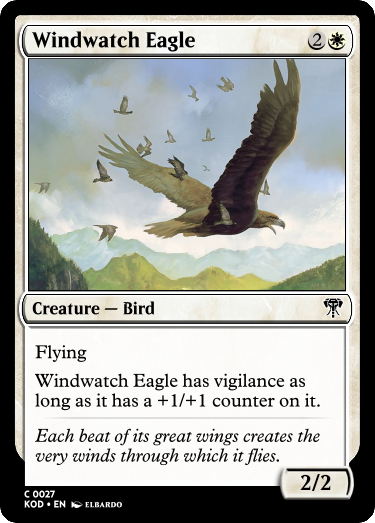 Windwatch Eagle 2
Creature — Bird
Flying
Windwatch Eagle has vigilance as
long as it has a +1/+1 counter on it.
Each beat of its great wings creates the
very winds through which it flies.
2/2
C 0027
KOD • EN ELBARDO